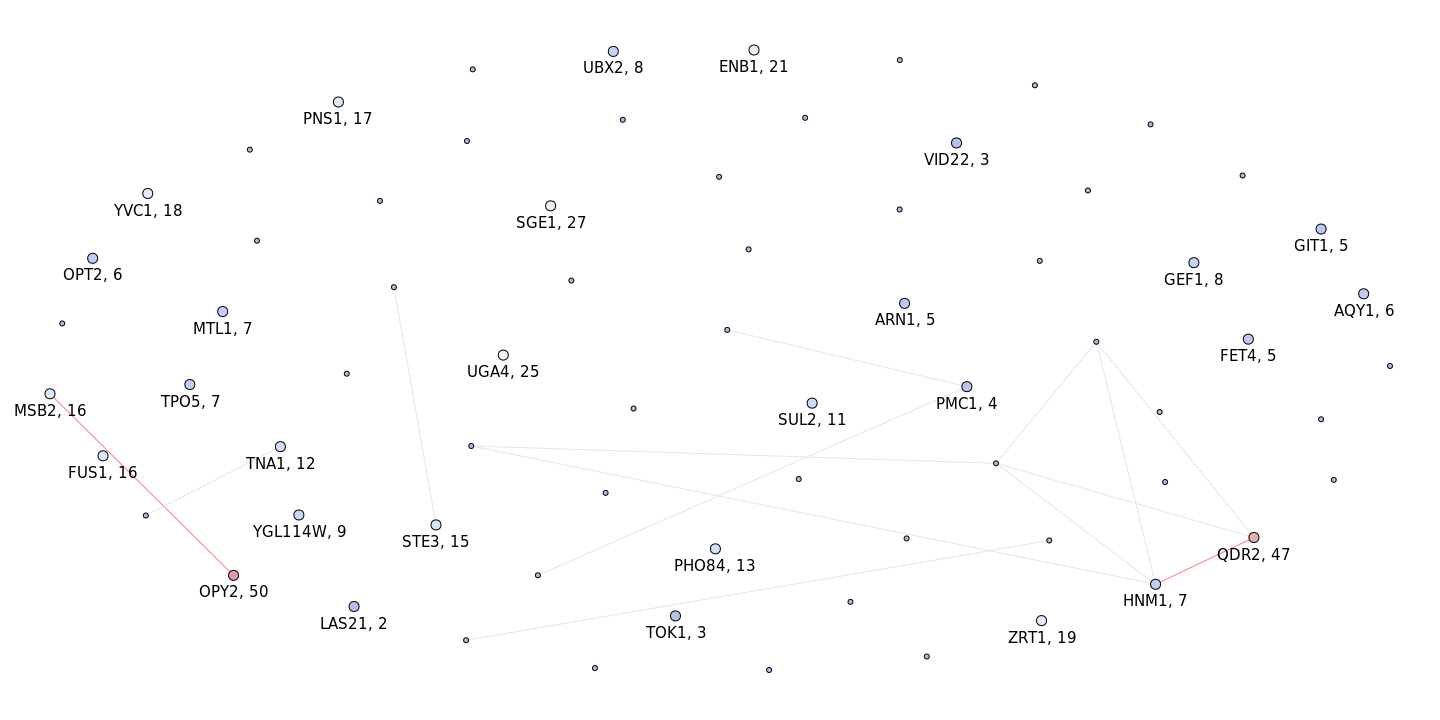 UBX2, 8
ENB1, 21
PNS1, 17
VID22, 3
YVC1, 18
SGE1, 27
GIT1, 5
OPT2, 6
GEF1, 8
AQY1, 6
MTL1, 7
ARN1, 5
FET4, 5
UGA4, 25
TPO5, 7
PMC1, 4
MSB2, 16
SUL2, 11
TNA1, 12
FUS1, 16
YGL114W, 9
STE3, 15
QDR2, 47
PHO84, 13
OPY2, 50
HNM1, 7
LAS21, 2
TOK1, 3
ZRT1, 19